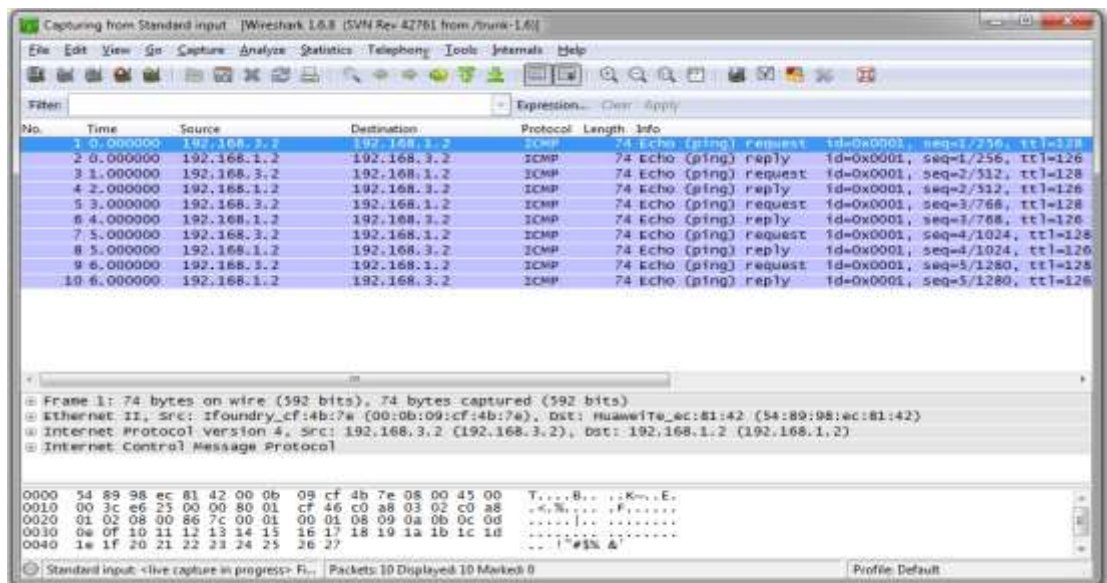 Capturing from Standard input [Wireshark 1.6.8 (SVN Rev 42761 from /trunk-1.6)]
File Edit View Go Capture Analyze Statistics Telephony Tools Internals Help
Filter: Expression... Clear Apply
No. Time Source Destination Protocol Length Info
1 0.000000 192.168.3.2 192.168.1.2 ICMP 74 Echo (ping) request id=0x0001, seq=1/256, ttl=128
2 0.000000 192.168.1.2 192.168.3.2 ICMP 74 Echo (ping) reply id=0x0001, seq=1/256, ttl=126
3 1.000000 192.168.3.2 192.168.1.2 ICMP 74 Echo (ping) request id=0x0001, seq=2/512, ttl=128
4 2.000000 192.168.1.2 192.168.3.2 ICMP 74 Echo (ping) reply id=0x0001, seq=2/512, ttl=126
5 3.000000 192.168.3.2 192.168.1.2 ICMP 74 Echo (ping) request id=0x0001, seq=3/768, ttl=128
6 4.000000 192.168.1.2 192.168.3.2 ICMP 74 Echo (ping) reply id=0x0001, seq=3/768, ttl=126
7 5.000000 192.168.3.2 192.168.1.2 ICMP 74 Echo (ping) request id=0x0001, seq=4/1024, ttl=128
8 5.000000 192.168.1.2 192.168.3.2 ICMP 74 Echo (ping) reply id=0x0001, seq=4/1024, ttl=126
9 6.000000 192.168.3.2 192.168.1.2 ICMP 74 Echo (ping) request id=0x0001, seq=5/1280, ttl=128
10 6.000000 192.168.1.2 192.168.3.2 ICMP 74 Echo (ping) reply id=0x0001, seq=5/1280, ttl=126
Frame 1: 74 bytes on wire (592 bits), 74 bytes captured (592 bits)
Ethernet II, Src: Ifoundry_cf:4b:7e (00:0b:09:cf:4b:7e), Dst: HuaweiTe_ec:81:42 (54:89:98:ec:81:42)
Internet Protocol Version 4, Src: 192.168.3.2 (192.168.3.2), Dst: 192.168.1.2 (192.168.1.2)
Internet Control Message Protocol
0000 54 89 98 ec 81 42 00 0b 09 cf 4b 7e 08 00 45 00 T....B.. ..K~..E.
0010 00 3c e6 25 00 00 80 01 cf 46 c0 a8 03 02 c0 a8 .<.%.... .F......
0020 01 02 08 00 86 7c 00 01 00 01 08 09 0a 0b 0c 0d .....|.. ........
0030 0e 0f 10 11 12 13 14 15 16 17 18 19 1a 1b 1c 1d ........ ........
0040 1e 1f 20 21 22 23 24 25 26 27 .. !"#$% &'
Standard input: <live capture in progress> Fi... Packets: 10 Displayed: 10 Marked: 0 Profile: Default